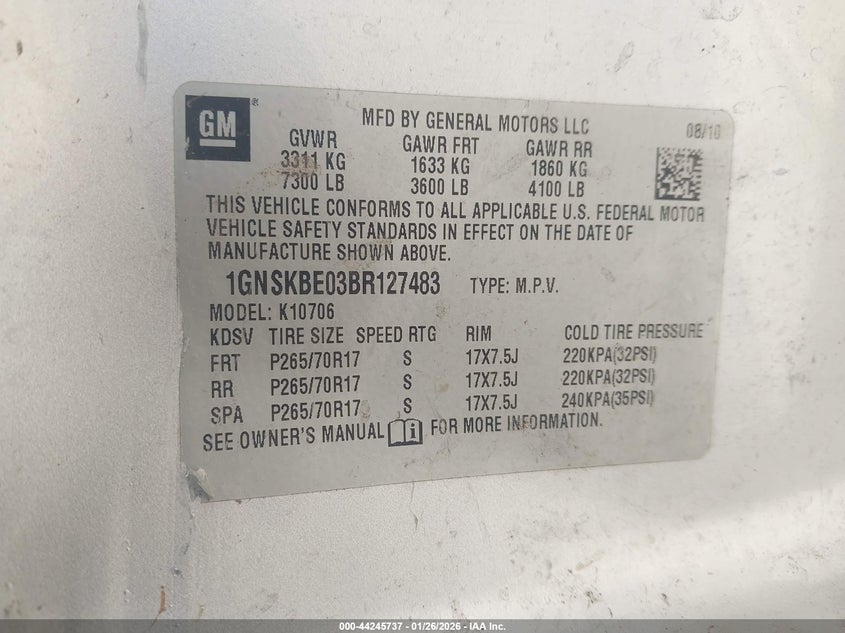 GM ®
MFD BY GENERAL MOTORS LLC 08/10
GVWR GAWR FRT GAWR RR
3311 KG 1633 KG 1860 KG
7300 LB 3600 LB 4100 LB
THIS VEHICLE CONFORMS TO ALL APPLICABLE U.S. FEDERAL MOTOR
VEHICLE SAFETY STANDARDS IN EFFECT ON THE DATE OF
MANUFACTURE SHOWN ABOVE.
1GNSKBE03BR127483 TYPE: M.P.V.
MODEL: K10706
KDSV TIRE SIZE SPEED RTG RIM COLD TIRE PRESSURE
FRT P265/70R17 S 17X7.5J 220KPA(32PSI)
RR P265/70R17 S 17X7.5J 220KPA(32PSI)
SPA P265/70R17 S 17X7.5J 240KPA(35PSI)
SEE OWNER'S MANUAL i FOR MORE INFORMATION.
000-44245737 - 01/26/2026 - IAA Inc.